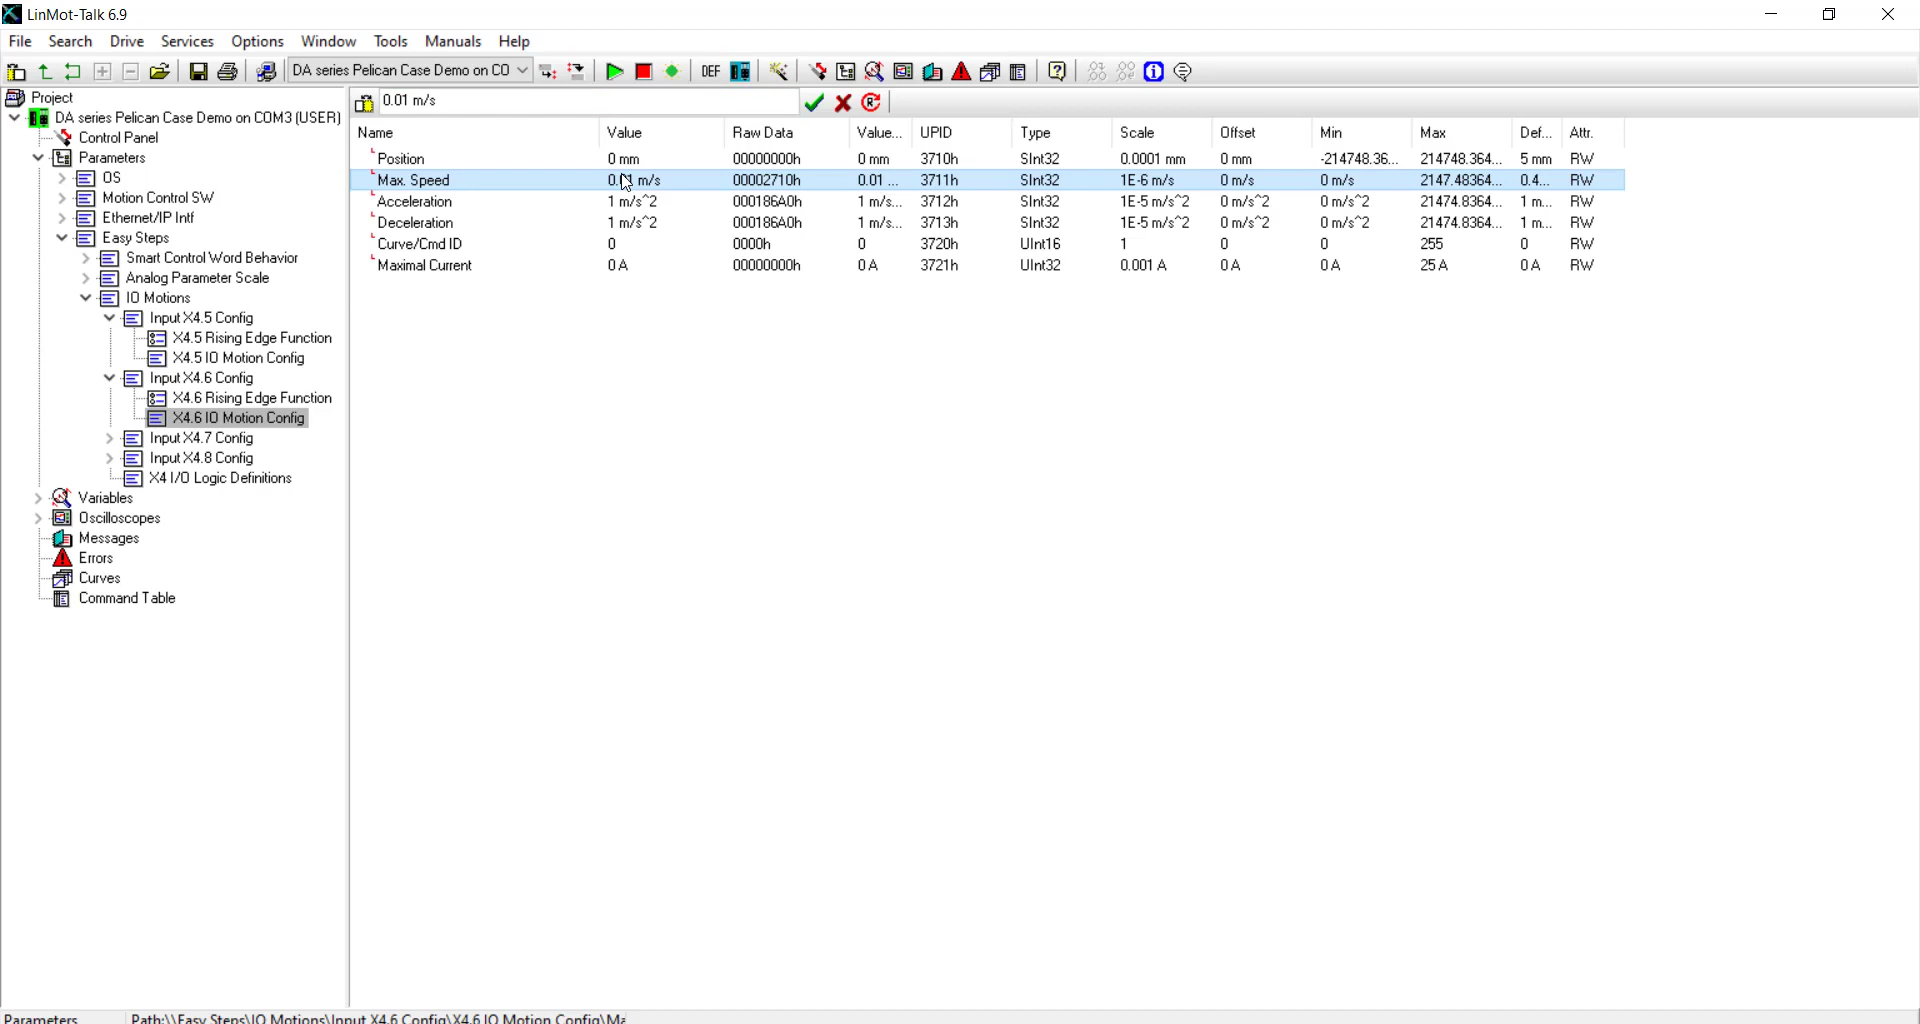 LinMot-Talk 6.9
File Search Drive Services Options Window Tools Manuals Help
DA series Pelican Case Demo on CO DEF
Project
DA series Pelican Case Demo on COM3 (USER)
Control Panel
Parameters
OS
Motion Control SW
Ethernet/IP Intf
Easy Steps
Smart Control Word Behavior
Analog Parameter Scale
IO Motions
Input X4.5 Config
X4.5 Rising Edge Function
X4.5 IO Motion Config
Input X4.6 Config
X4.6 Rising Edge Function
X4.6 IO Motion Config
Input X4.7 Config
Input X4.8 Config
X4 I/O Logic Definitions
Variables
Oscilloscopes
Messages
Errors
Curves
Command Table
0.01 m/s
Name Value Raw Data Value... UPID Type Scale Offset Min Max Def... Attr.
Position 0 mm 00000000h 0 mm 3710h SInt32 0.0001 mm 0 mm -214748.36... 214748.364... 5 mm RW
Max. Speed 0.01 m/s 00002710h 0.01 ... 3711h SInt32 1E-6 m/s 0 m/s 0 m/s 2147.48364... 0.4... RW
Acceleration 1 m/s^2 000186A0h 1 m/s... 3712h SInt32 1E-5 m/s^2 0 m/s^2 0 m/s^2 21474.8364... 1 m... RW
Deceleration 1 m/s^2 000186A0h 1 m/s... 3713h SInt32 1E-5 m/s^2 0 m/s^2 0 m/s^2 21474.8364... 1 m... RW
Curve/Cmd ID 0 0000h 0 3720h UInt16 1 0 0 255 0 RW
Maximal Current 0 A 00000000h 0 A 3721h UInt32 0.001 A 0 A 0 A 25 A 0 A RW
Parameters Path:\\Easy Steps\IO Motions\Input X4.6 Config\X4.6 IO Motion Config\Ma